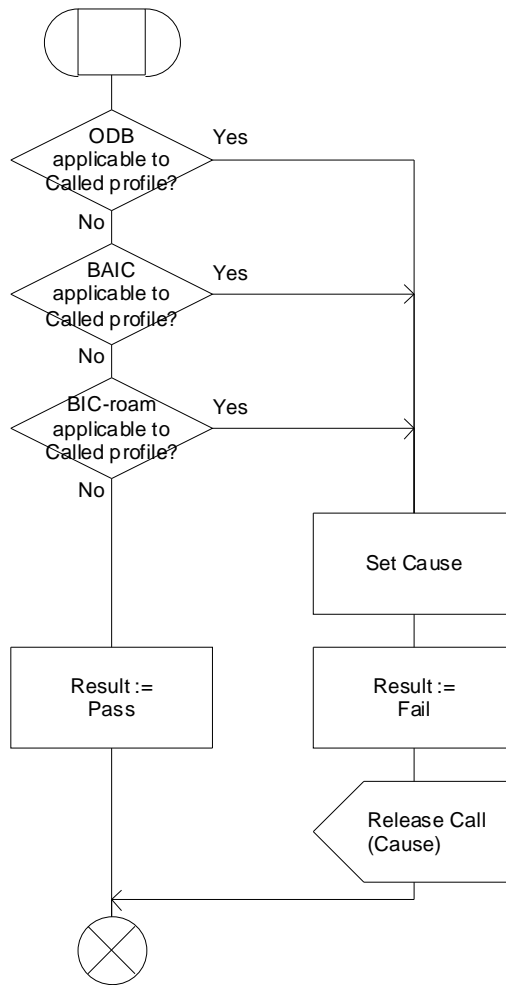 ODB
applicable to
Called profile?
Yes
No
BAIC
applicable to
Called profile?
Yes
No
BIC-roam
applicable to
Called profile?
Yes
No
Set Cause
Result :=
Pass
Result :=
Fail
Release Call
(Cause)